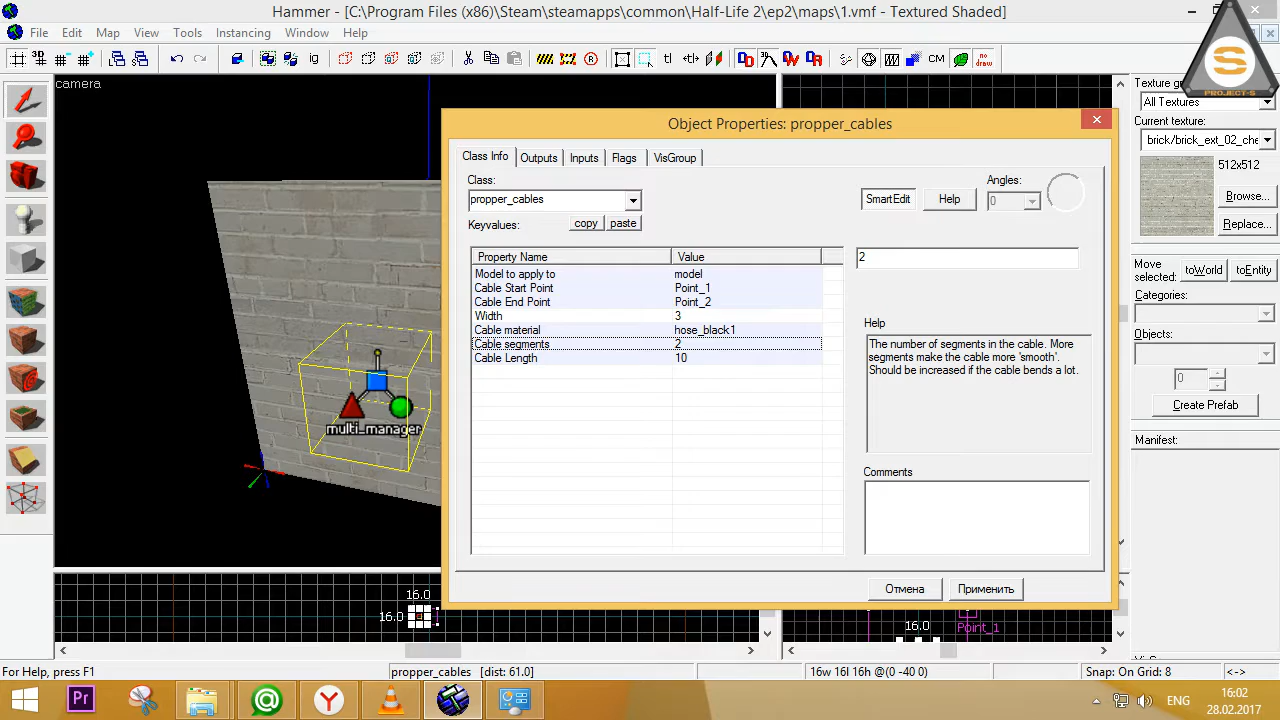 Hammer - [C:\Program Files (x86)\Steam\steamapps\common\Half-Life 2\ep2\maps\1.vmf - Textured Shaded]
File Edit Map View Tools Instancing Window Help
camera
Object Properties: propper_cables
Class Info Outputs Inputs Flags VisGroup
Class:
propper_cables
SmartEdit
Help
Angles:
0
Keyvalues:
copy
paste
Property Name Value
Model to apply to model
Cable Start Point Point_1
Cable End Point Point_2
Width 3
Cable material hose_black1
Cable segments 2
Cable Length 10
2
Help
The number of segments in the cable. More
segments make the cable more 'smooth'.
Should be increased if the cable bends a lot.
Comments
Отмена
Применить
multi_manager
16.0
16.0
16.0
Point_1
S
PROJECT-S
All Textures
Current texture:
brick/brick_ext_02_che
512x512
Browse...
Replace...
Move
selected:
toWorld
toEntity
Categories:
Objects:
0
Create Prefab
Manifest:
For Help, press F1
propper_cables [dist: 61.0]
16w 16l 16h @(0 -40 0)
Snap: On Grid: 8
<->
Pr
ENG
16:02
28.02.2017